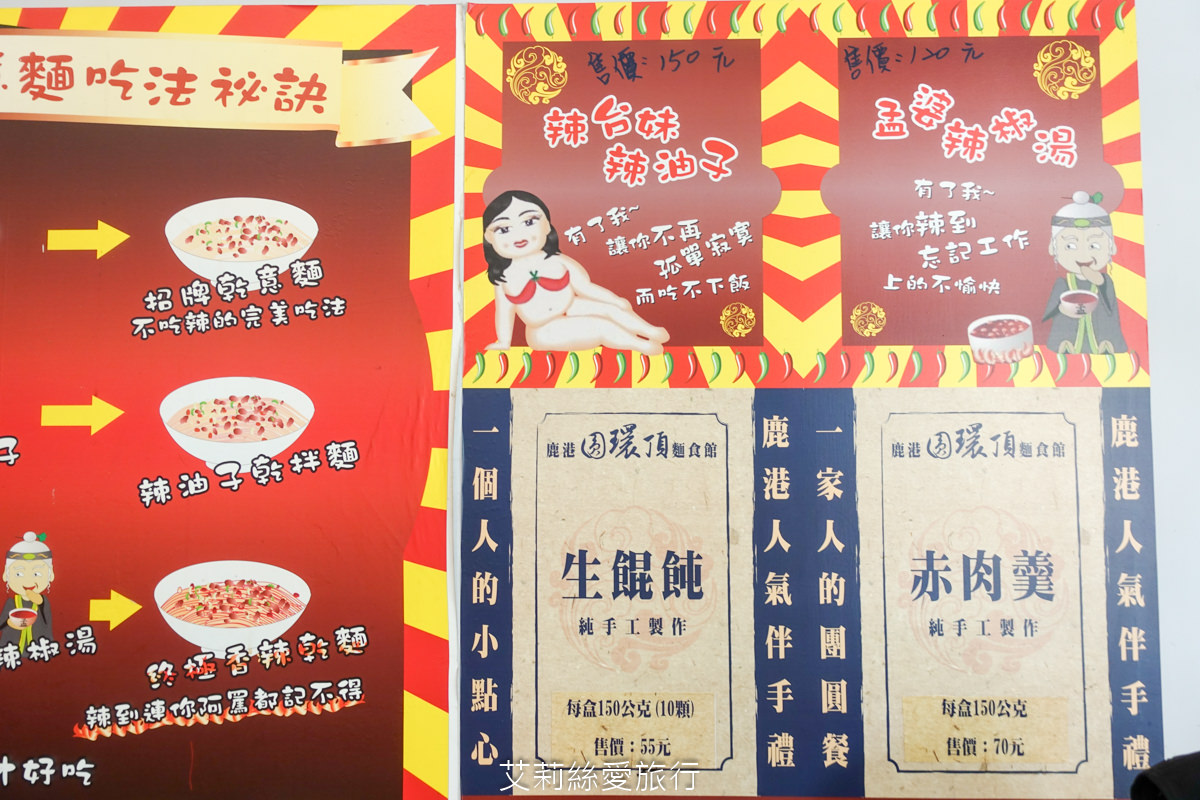 麵吃法祕訣
招牌乾意麵
不吃辣的完美吃法
子
辣油子乾拌麵
辣椒湯
終極香辣乾麵
辣到連你阿罵都記不得
好吃
售價：150元
辣台妹
辣油子
有了我~
讓你不再
孤單寂寞
而吃不下飯
售價：120元
孟婆辣椒湯
有了我~
讓你辣到
忘記工作
上的不愉快
一個人的小點心
鹿港圓環頂麵食館
生餛飩
純手工製作
每盒150公克(10顆)
售價：55元
鹿港人氣伴手禮
一家人的團圓餐
鹿港圓環頂麵食館
赤肉羹
純手工製作
每盒150公克
售價：70元
鹿港人氣伴手禮
艾莉絲愛旅行